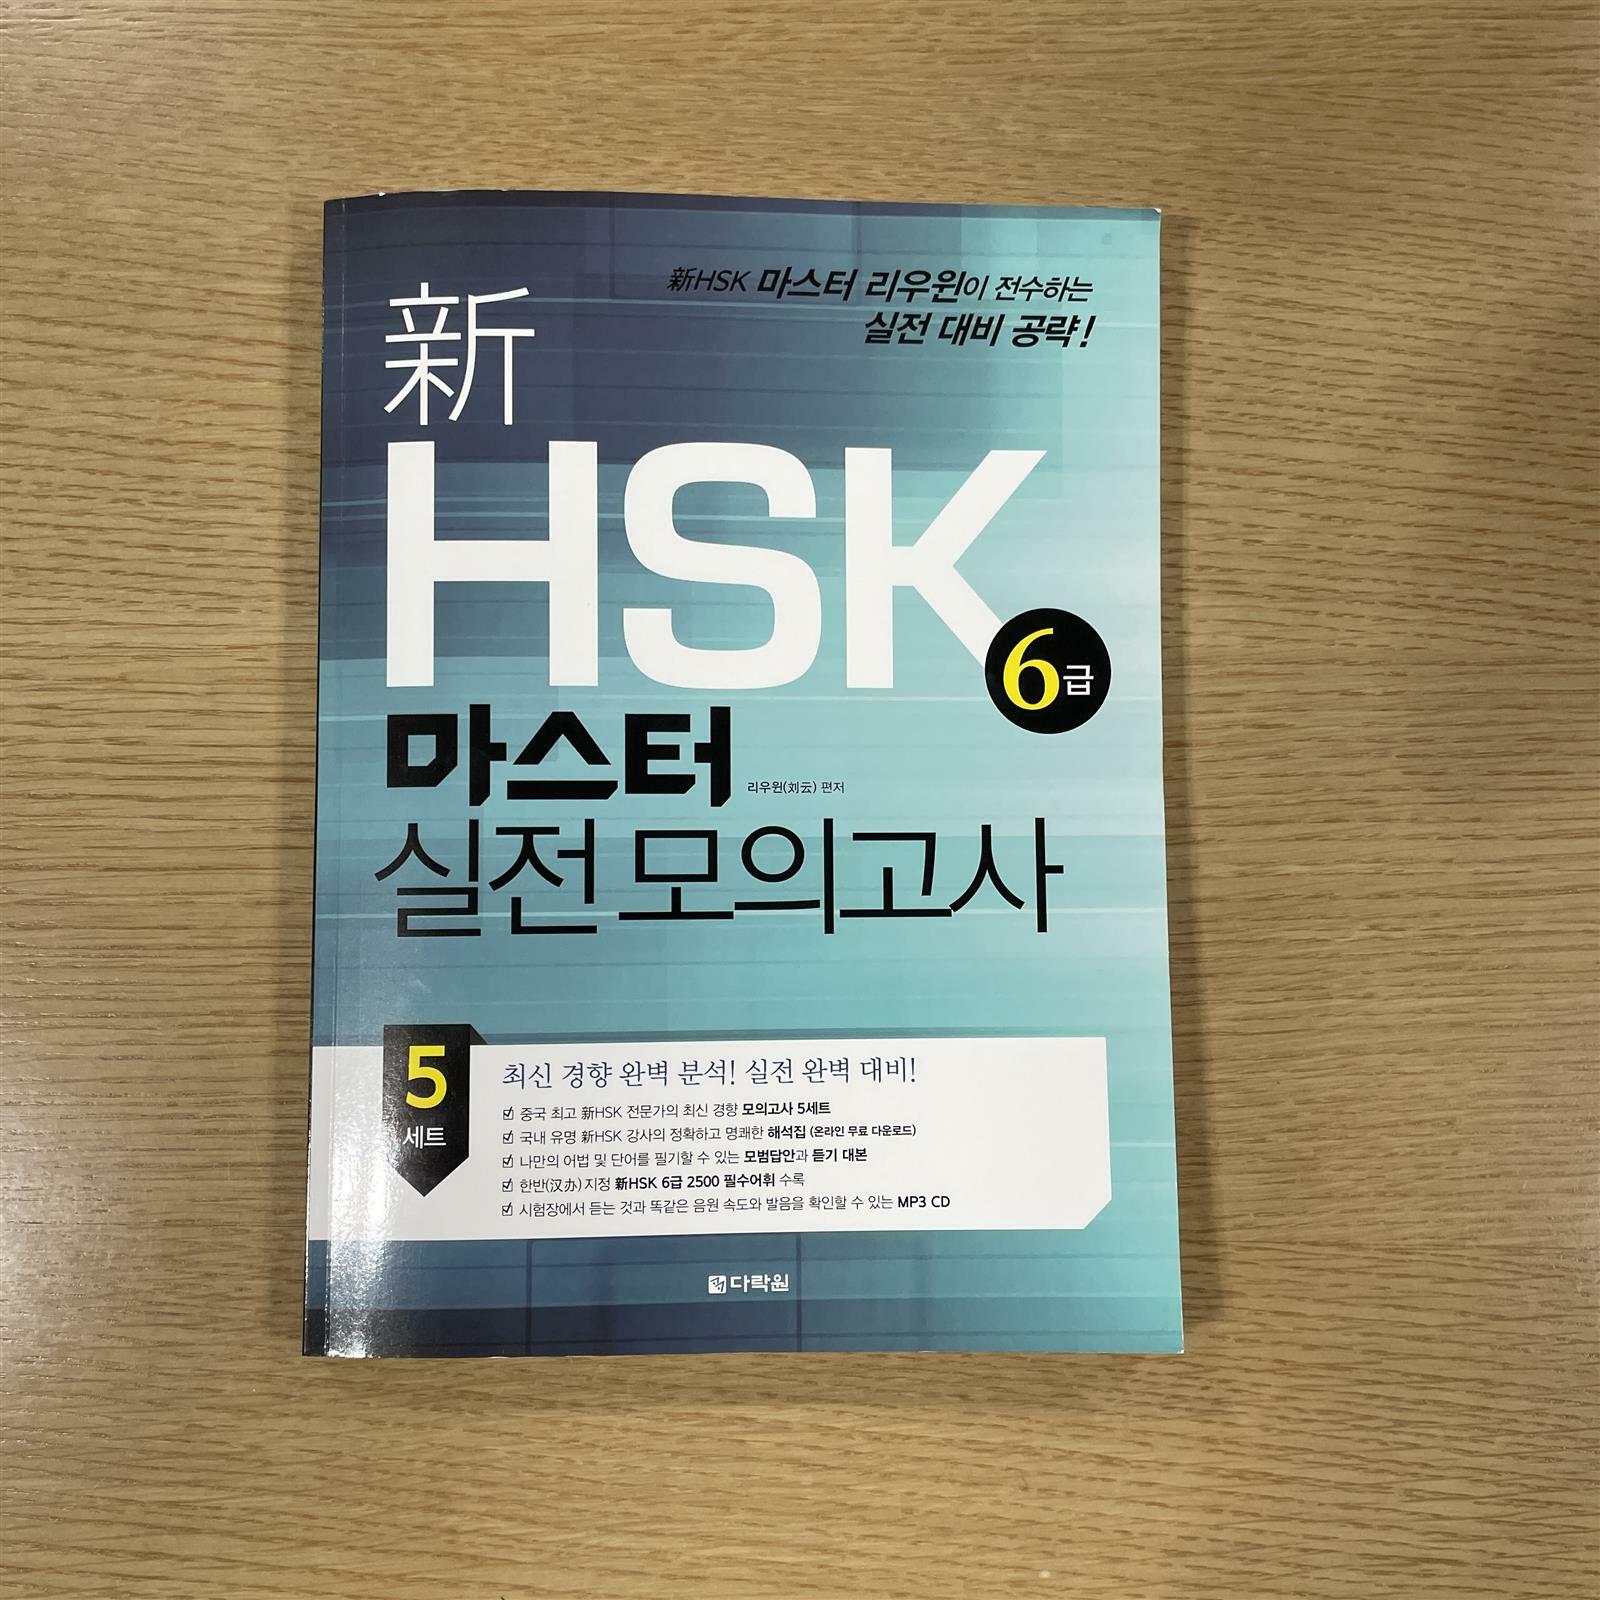 新HSK 마스터 리우윈이 전수하는
실전 대비 공략!
新
HSK
6급
마스터
리우윈(刘云) 편저
실전 모의고사
5
세트
최신 경향 완벽 분석! 실전 완벽 대비!
☑ 중국 최고 新HSK 전문가의 최신 경향 모의고사 5세트
☑ 국내 유명 新HSK 강사의 정확하고 명쾌한 해석집 (온라인 무료 다운로드)
☑ 나만의 어법 및 단어를 필기할 수 있는 모범답안과 듣기 대본
☑ 한반(汉办) 지정 新HSK 6급 2500 필수어휘 수록
☑ 시험장에서 듣는 것과 똑같은 음원 속도와 발음을 확인할 수 있는 MP3 CD
다락원